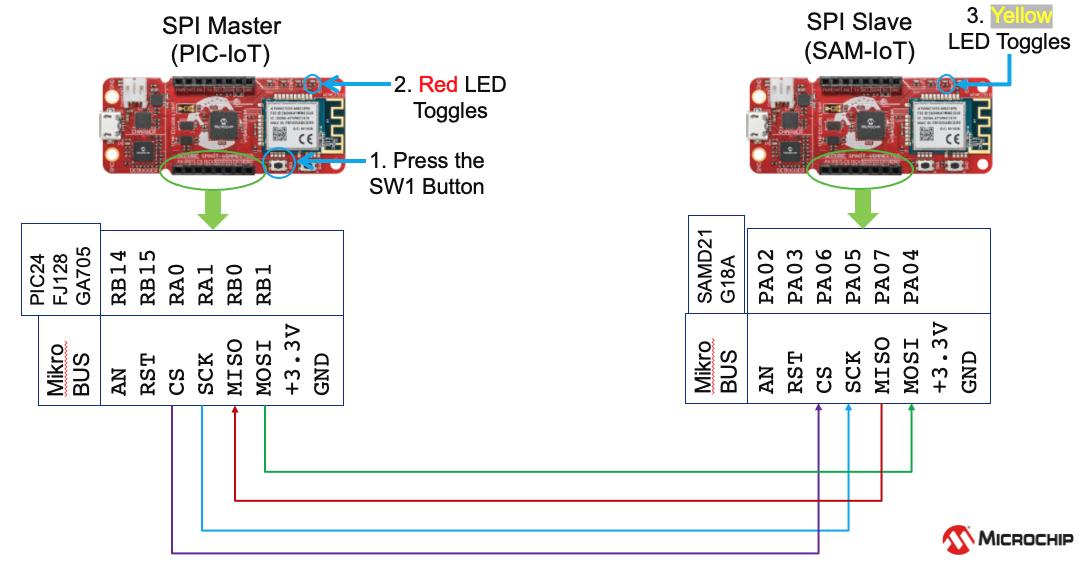 SPI Master
(PIC-IoT)
2. Red LED
Toggles
1. Press the
SW1 Button
SPI Slave
(SAM-IoT)
3. Yellow
LED Toggles
MICROCHIP
MICROCHIP
PIC24
FJ128
GA705
RB14
RB15
RA0
RA1
RB0
RB1
Mikro
BUS
AN
RST
CS
SCK
MISO
MOSI
+3.3V
GND
SAMD21
G18A
PA02
PA03
PA06
PA05
PA07
PA04
Mikro
BUS
AN
RST
CS
SCK
MISO
MOSI
+3.3V
GND
MICROCHIP